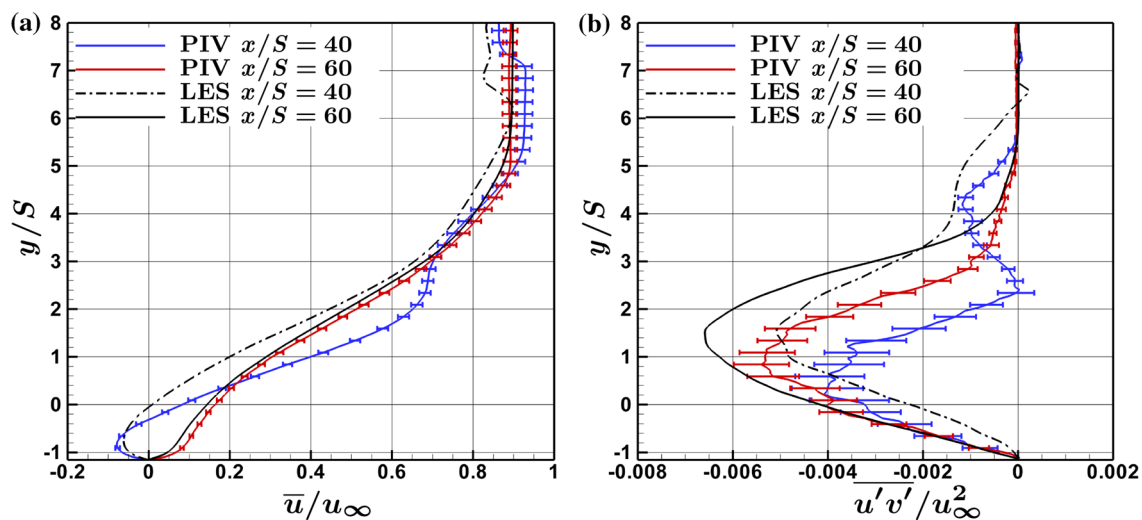 (a)
PIV x/S = 40
PIV x/S = 60
LES x/S = 40
LES x/S = 60
8
7
6
5
4
3
2
1
0
-1
y/S
-0.2 0 0.2 0.4 0.6 0.8 1
u̅/u∞
(b)
PIV x/S = 40
PIV x/S = 60
LES x/S = 40
LES x/S = 60
8
7
6
5
4
3
2
1
0
-1
y/S
-0.008 -0.006 -0.004 -0.002 0 0.002
u̅'̅v̅'̅/u²∞